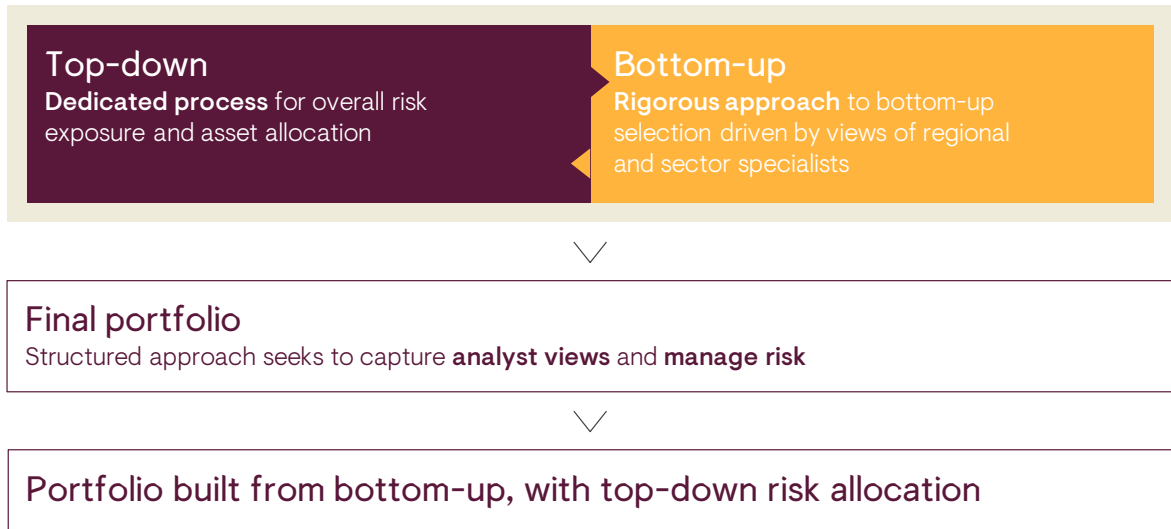 Top-down
Dedicated process for overall risk
exposure and asset allocation
Bottom-up
Rigorous approach to bottom-up
selection driven by views of regional
and sector specialists
Final portfolio
Structured approach seeks to capture analyst views and manage risk
Portfolio built from bottom-up, with top-down risk allocation